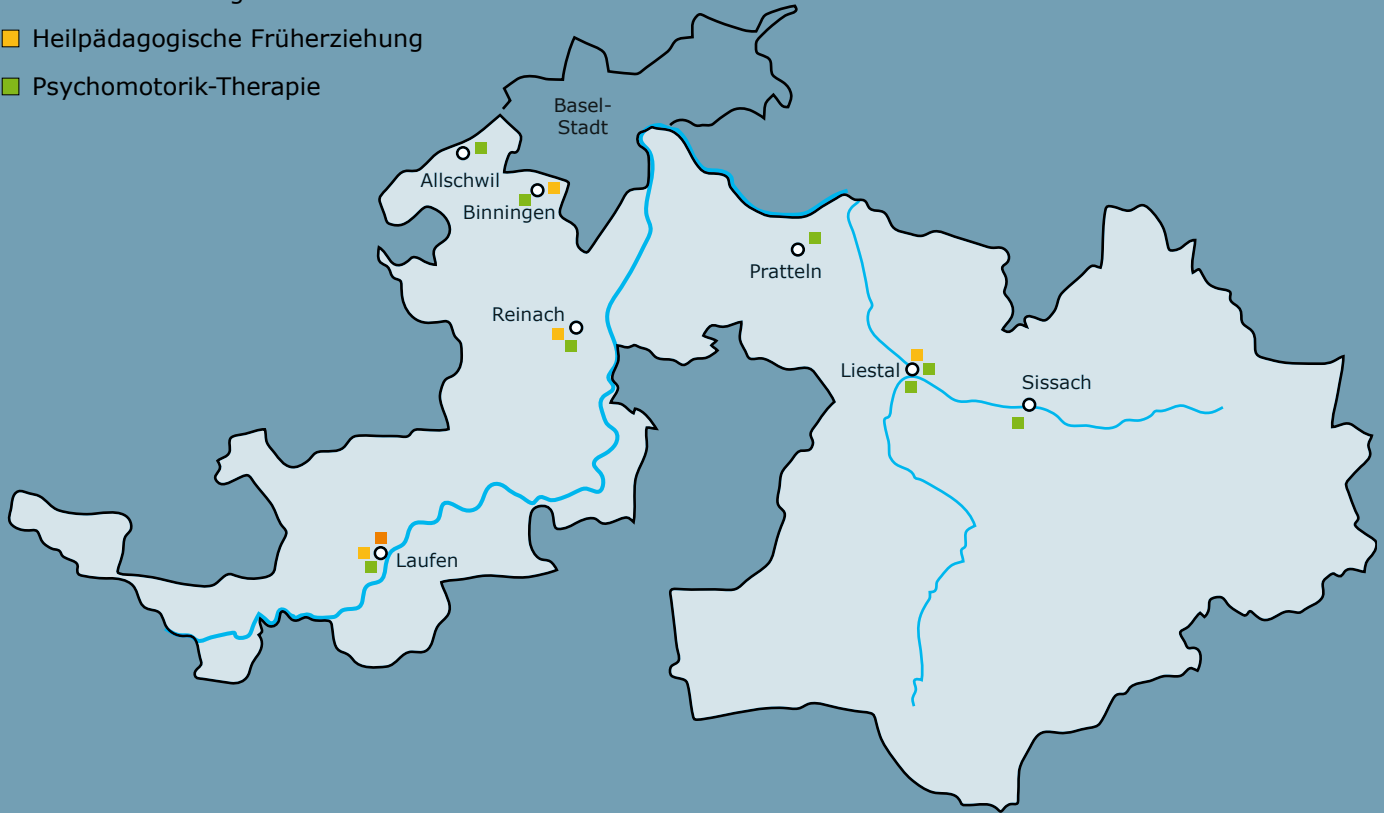 Heilpädagogische Früherziehung
Psychomotorik-Therapie
Basel-
Stadt
Allschwil
Binningen
Pratteln
Reinach
Liestal
Sissach
Laufen